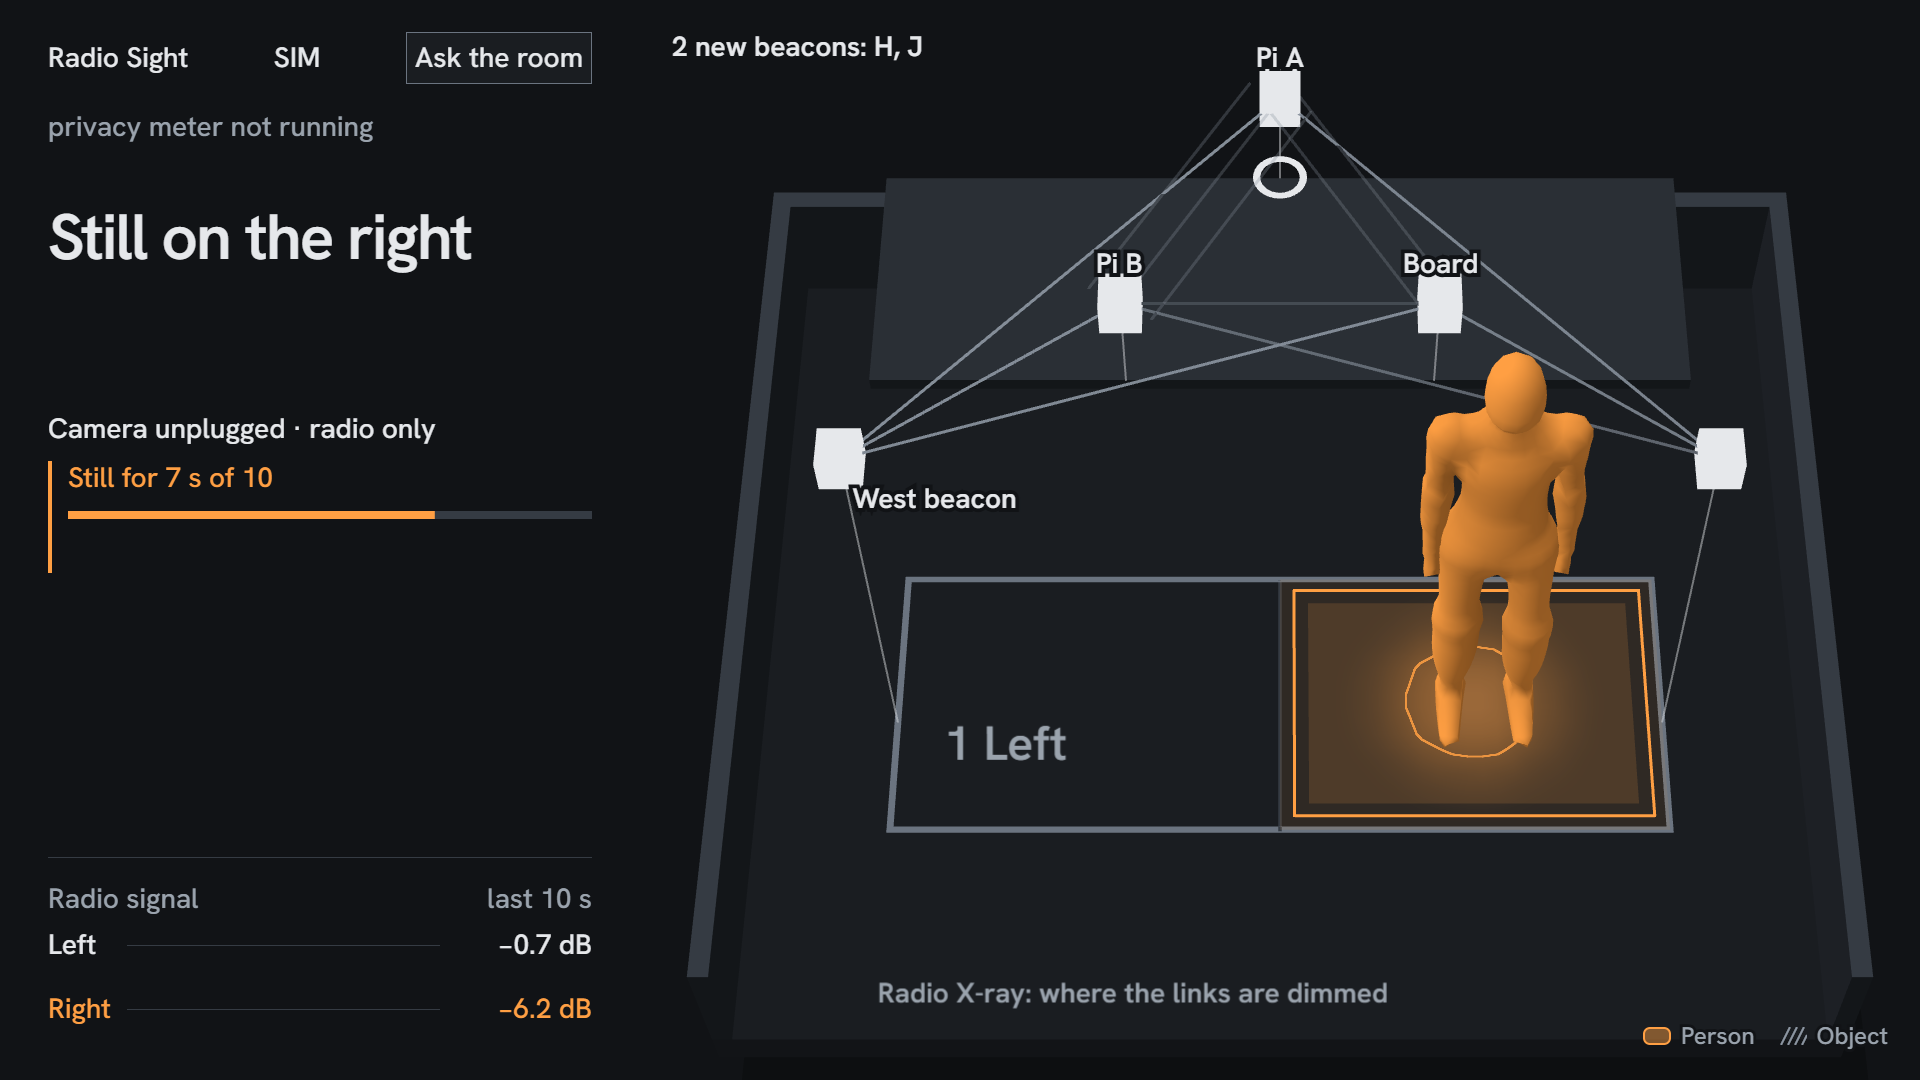 Radio Sight
SIM
Ask the room
privacy meter not running
Still on the right
Camera unplugged · radio only
Still for 7 s of 10
Radio signal
last 10 s
Left
−0.7 dB
Right
−6.2 dB
2 new beacons: H, J
Pi A
Pi B
Board
West beacon
1 Left
Radio X-ray: where the links are dimmed
Person
Object